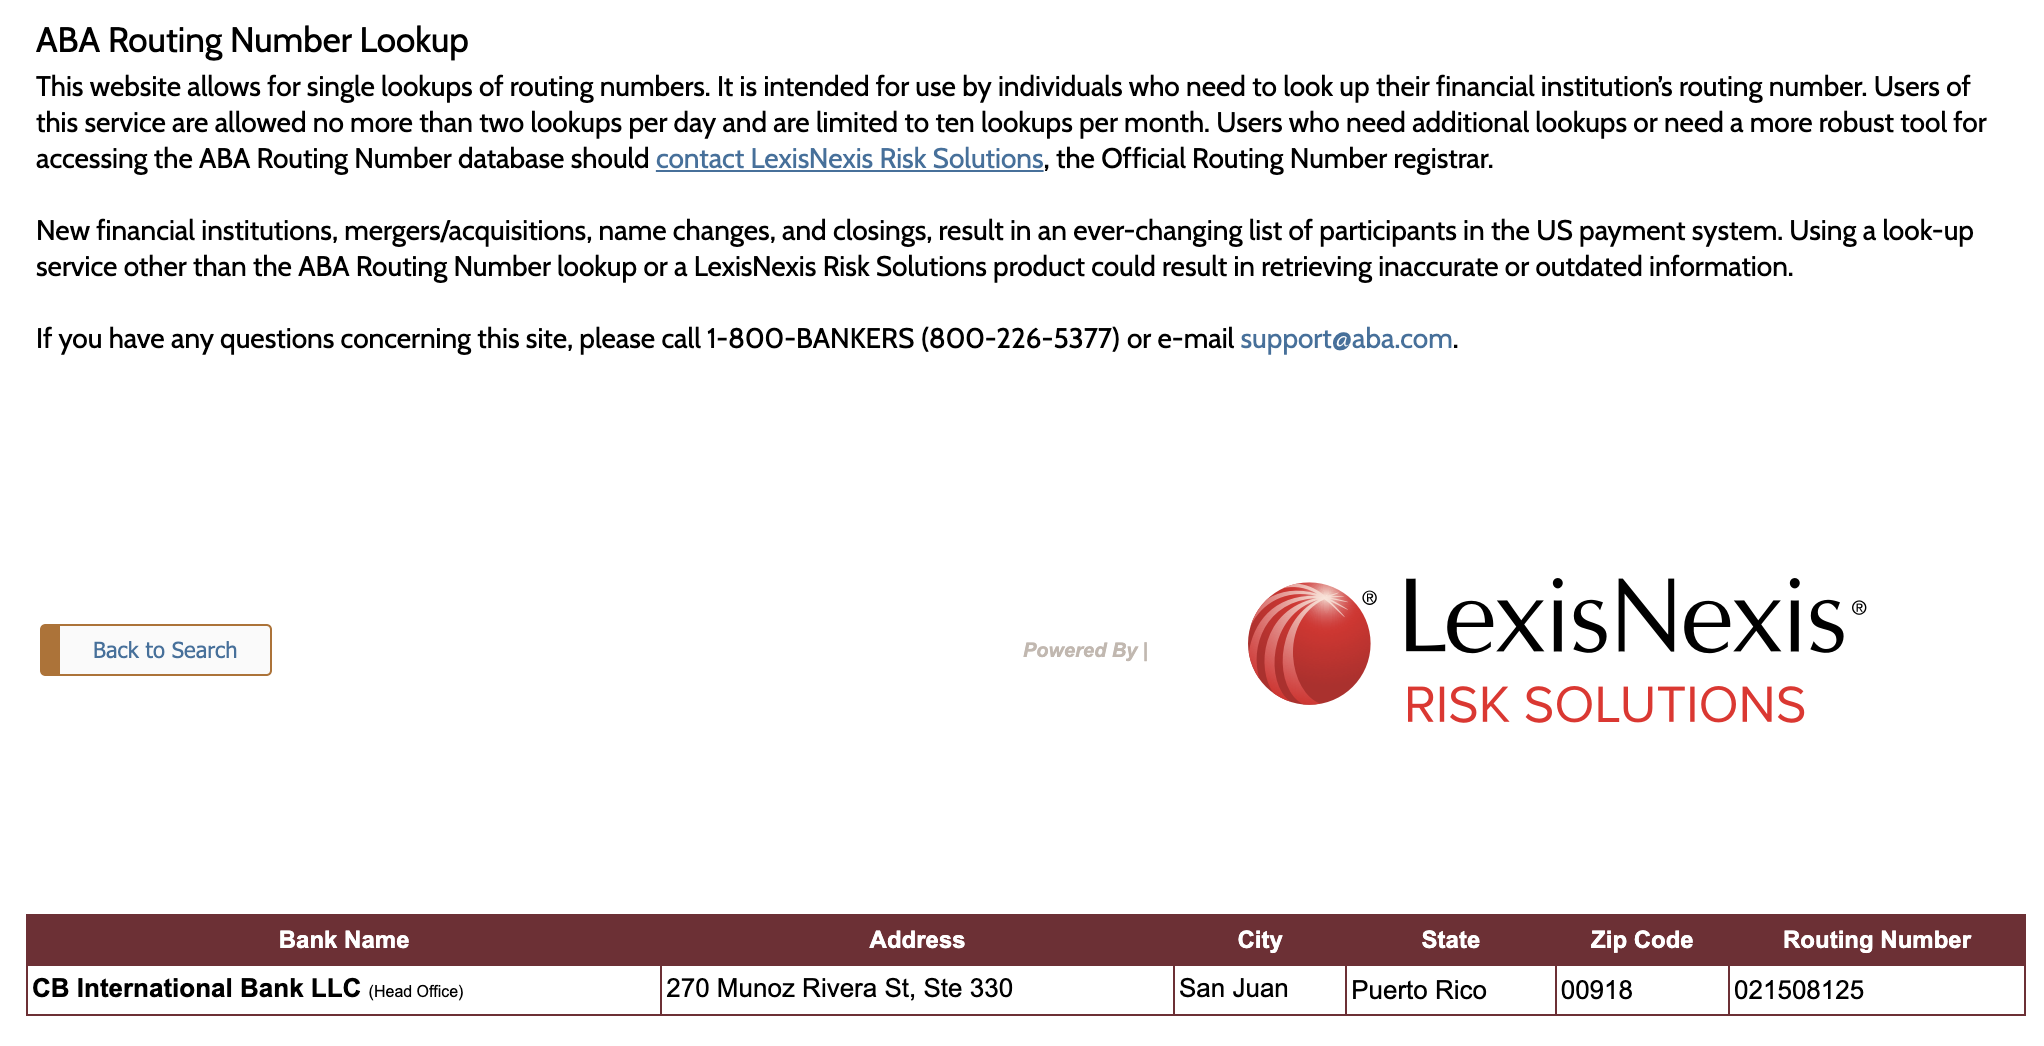 ABA Routing Number Lookup
This website allows for single lookups of routing numbers. It is intended for use by individuals who need to look up their financial institution's routing number. Users of
this service are allowed no more than two lookups per day and are limited to ten lookups per month. Users who need additional lookups or need a more robust tool for
accessing the ABA Routing Number database should contact LexisNexis Risk Solutions, the Official Routing Number registrar.
New financial institutions, mergers/acquisitions, name changes, and closings, result in an ever-changing list of participants in the US payment system. Using a look-up
service other than the ABA Routing Number lookup or a LexisNexis Risk Solutions product could result in retrieving inaccurate or outdated information.
If you have any questions concerning this site, please call 1-800-BANKERS (800-226-5377) or e-mail support@aba.com.
Back to Search
Powered By |
® LexisNexis®
RISK SOLUTIONS
Bank Name Address City State Zip Code Routing Number
CB International Bank LLC (Head Office) 270 Munoz Rivera St, Ste 330 San Juan Puerto Rico 00918 021508125